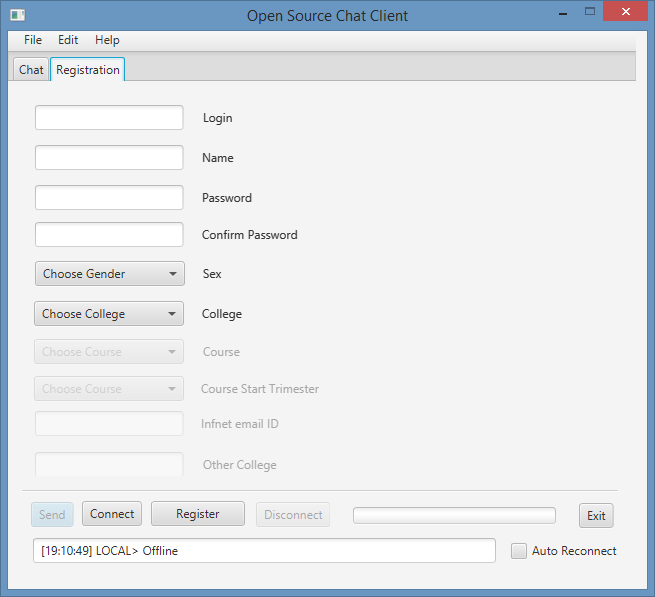 Open Source Chat Client
File Edit Help
Chat Registration
Login
Name
Password
Confirm Password
Choose Gender Sex
Choose College College
Choose Course Course
Choose Course Course Start Trimester
Infnet email ID
Other College
Send Connect Register Disconnect Exit
[19:10:49] LOCAL> Offline Auto Reconnect